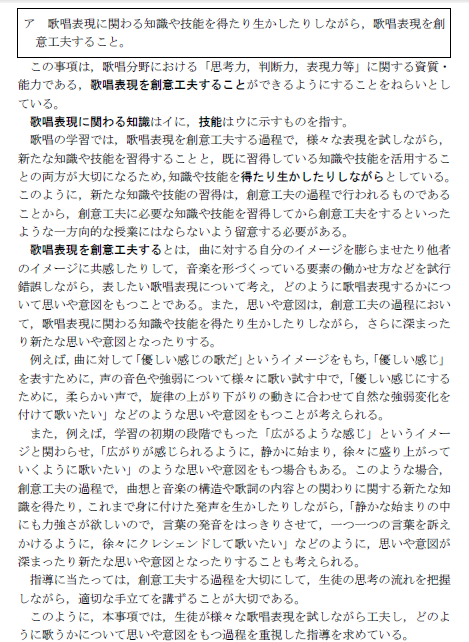 ア　歌唱表現に関わる知識や技能を得たり生かしたりしながら，歌唱表現を創
意工夫すること。
この事項は，歌唱分野における「思考力，判断力，表現力等」に関する資質・
能力である，歌唱表現を創意工夫することができるようにすることをねらいとし
ている。
歌唱表現に関わる知識はイに，技能はウに示すものを指す。
歌唱の学習では，歌唱表現を創意工夫する過程で，様々な表現を試しながら，
新たな知識や技能を習得することと，既に習得している知識や技能を活用するこ
との両方が大切になるため，知識や技能を得たり生かしたりしながらとしている。
このように，新たな知識や技能の習得は，創意工夫の過程で行われるものである
ことから，創意工夫に必要な知識や技能を習得してから創意工夫をするといった
ような一方向的な授業にはならないよう留意する必要がある。
歌唱表現を創意工夫するとは，曲に対する自分のイメージを膨らませたり他者
のイメージに共感したりして，音楽を形づくっている要素の働かせ方などを試行
錯誤しながら，表したい歌唱表現について考え，どのように歌唱表現するかにつ
いて思いや意図をもつことである。また，思いや意図は，創意工夫の過程におい
て，歌唱表現に関わる知識や技能を得たり生かしたりしながら，さらに深まった
り新たな思いや意図となったりする。
例えば，曲に対して「優しい感じの歌だ」というイメージをもち，「優しい感じ」
を表すために，声の音色や強弱について様々に歌い試す中で，「優しい感じにする
ために，柔らかい声で，旋律の上がり下がりの動きに合わせて自然な強弱変化を
付けて歌いたい」などのような思いや意図をもつことが考えられる。
また，例えば，学習の初期の段階でもった「広がるような感じ」というイメー
ジと関わらせ，「広がりが感じられるように，静かに始まり，徐々に盛り上がって
いくように歌いたい」のような思いや意図をもつ場合もある。このような場合，
創意工夫の過程で，曲想と音楽の構造や歌詞の内容との関わりに関する新たな知
識を得たり，これまで身に付けた発声を生かしたりしながら，「静かな始まりの中
にも力強さが欲しいので，言葉の発音をはっきりさせて，一つ一つの言葉を訴え
かけるように，徐々にクレシェンドして歌いたい」などのように，思いや意図が
深まったり新たな思いや意図となったりすることも考えられる。
指導に当たっては，創意工夫する過程を大切にして，生徒の思考の流れを把握
しながら，適切な手立てを講ずることが大切である。
このように，本事項では，生徒が様々な歌唱表現を試しながら工夫し，どのよ
うに歌うかについて思いや意図をもつ過程を重視した指導を求めている。